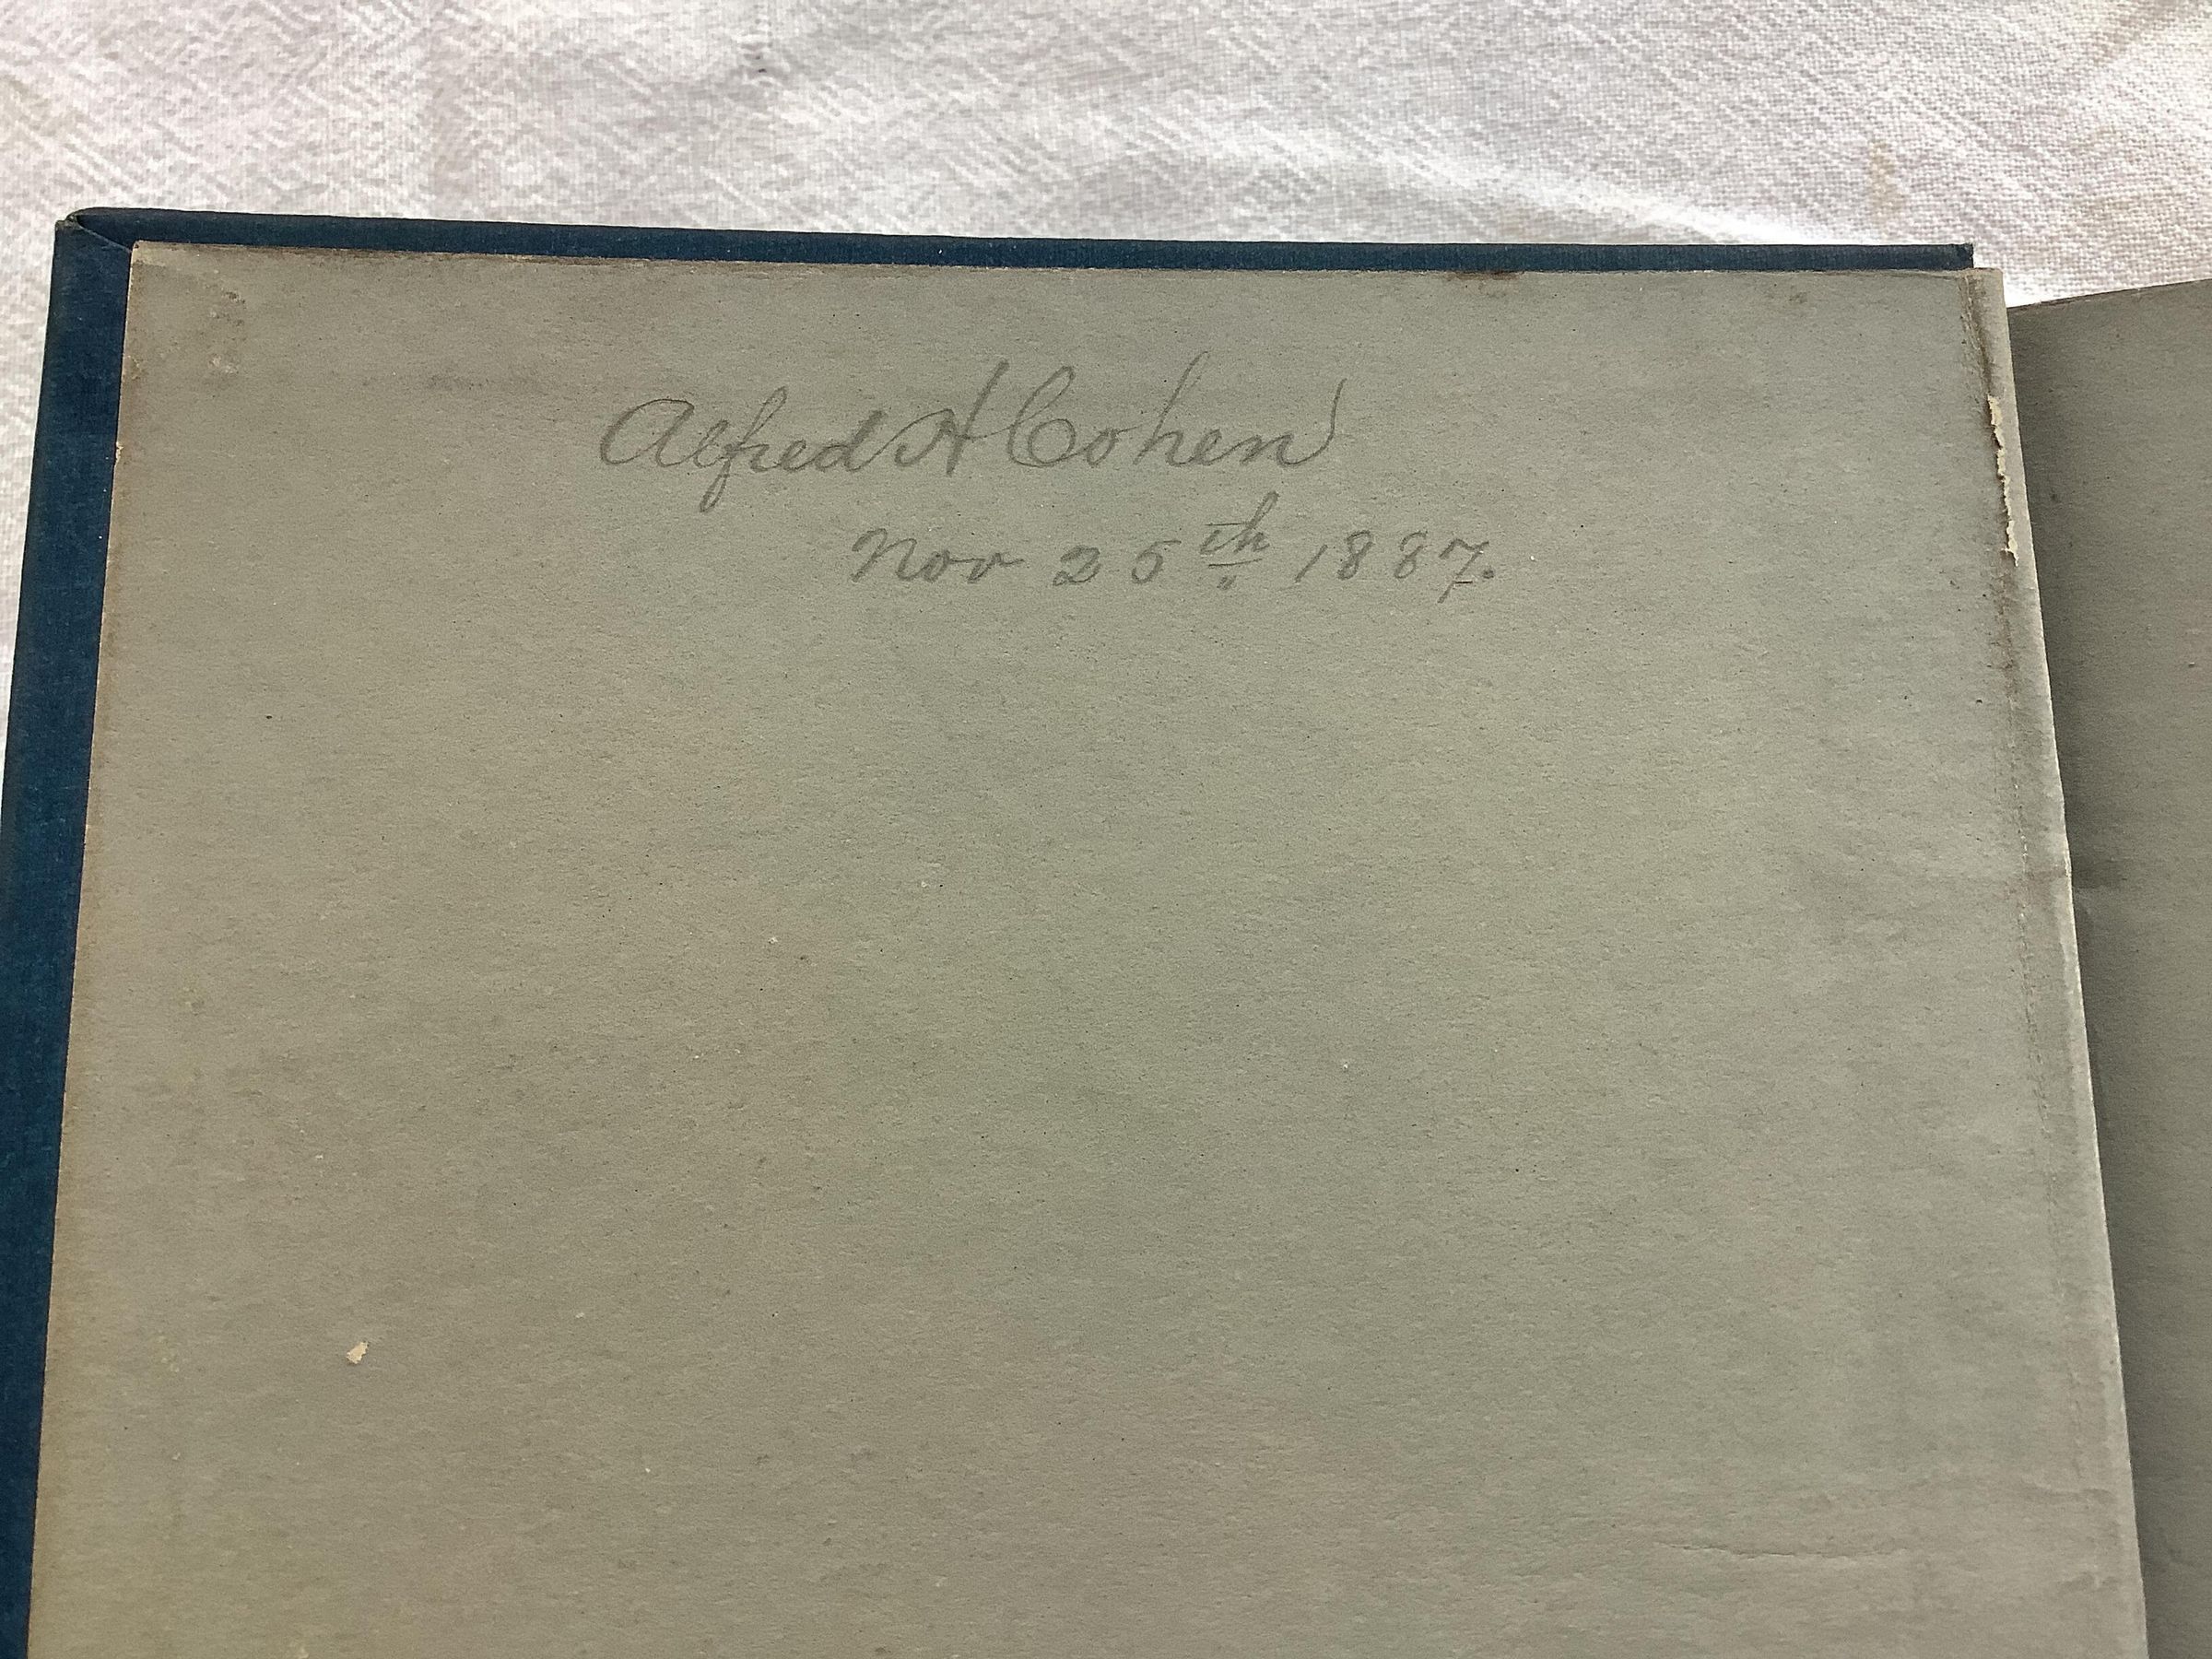 Alfred H Cohen
Nov 25th 1887.